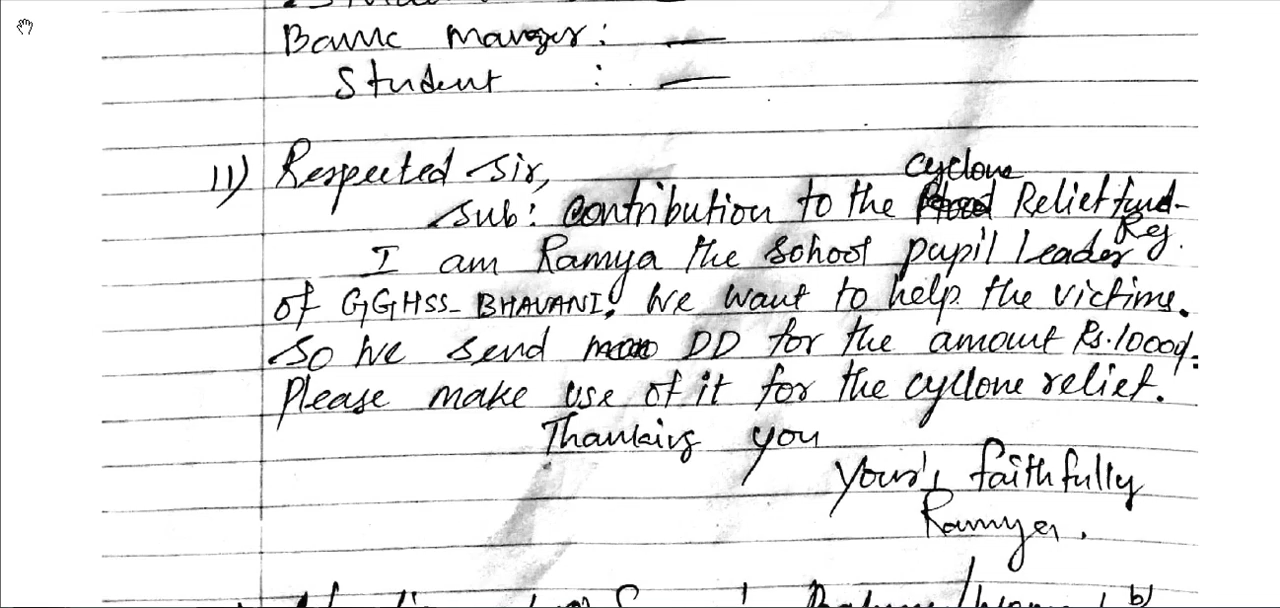 Bank Manager : —
Student : —
11) Respected Sir,
Sub: Contribution to the cyclone Relief fund- Reg.
I am Ramya the school pupil leader
of GGHSS- BHAVANI. We want to help the victims.
So we send DD for the amount Rs.1000/-.
Please make use of it for the cyclone relief.
Thanking you
Your's faithfully
Ramya.